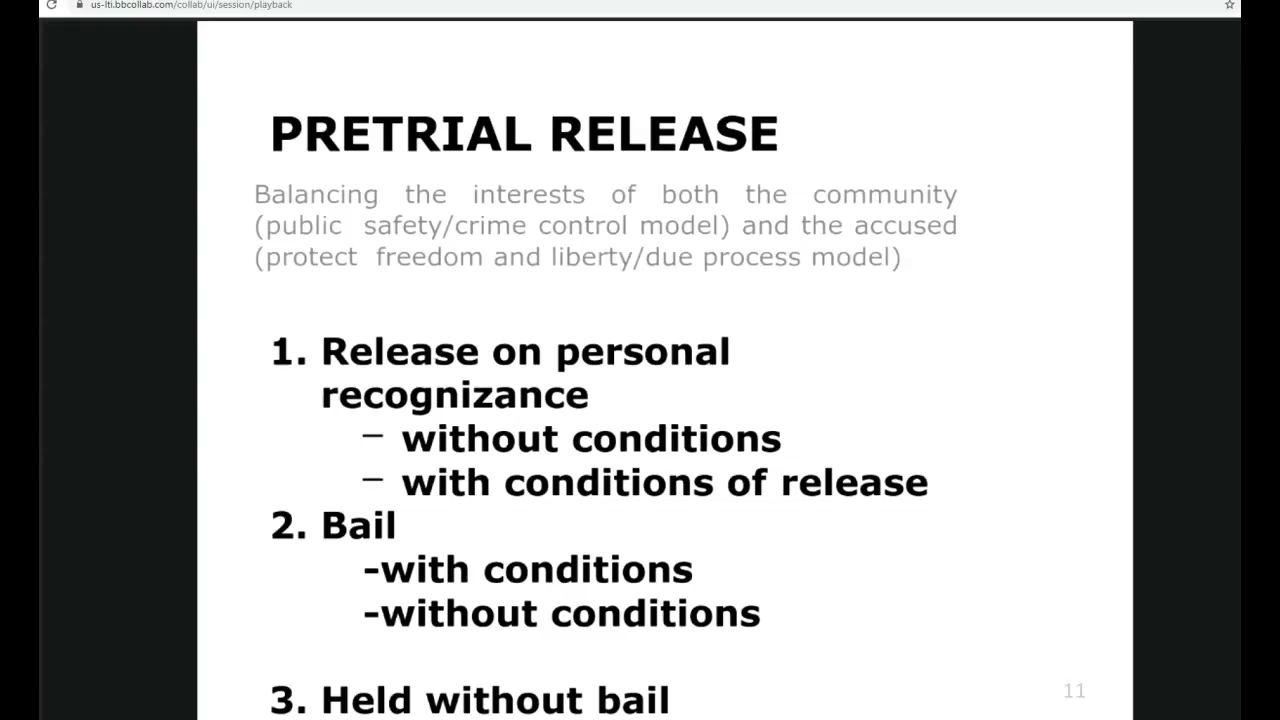 us-lti.bbcollab.com/collab/ui/session/playback
PRETRIAL RELEASE
Balancing the interests of both the community
(public safety/crime control model) and the accused
(protect freedom and liberty/due process model)
1. Release on personal
recognizance
– without conditions
– with conditions of release
2. Bail
-with conditions
-without conditions
3. Held without bail
11